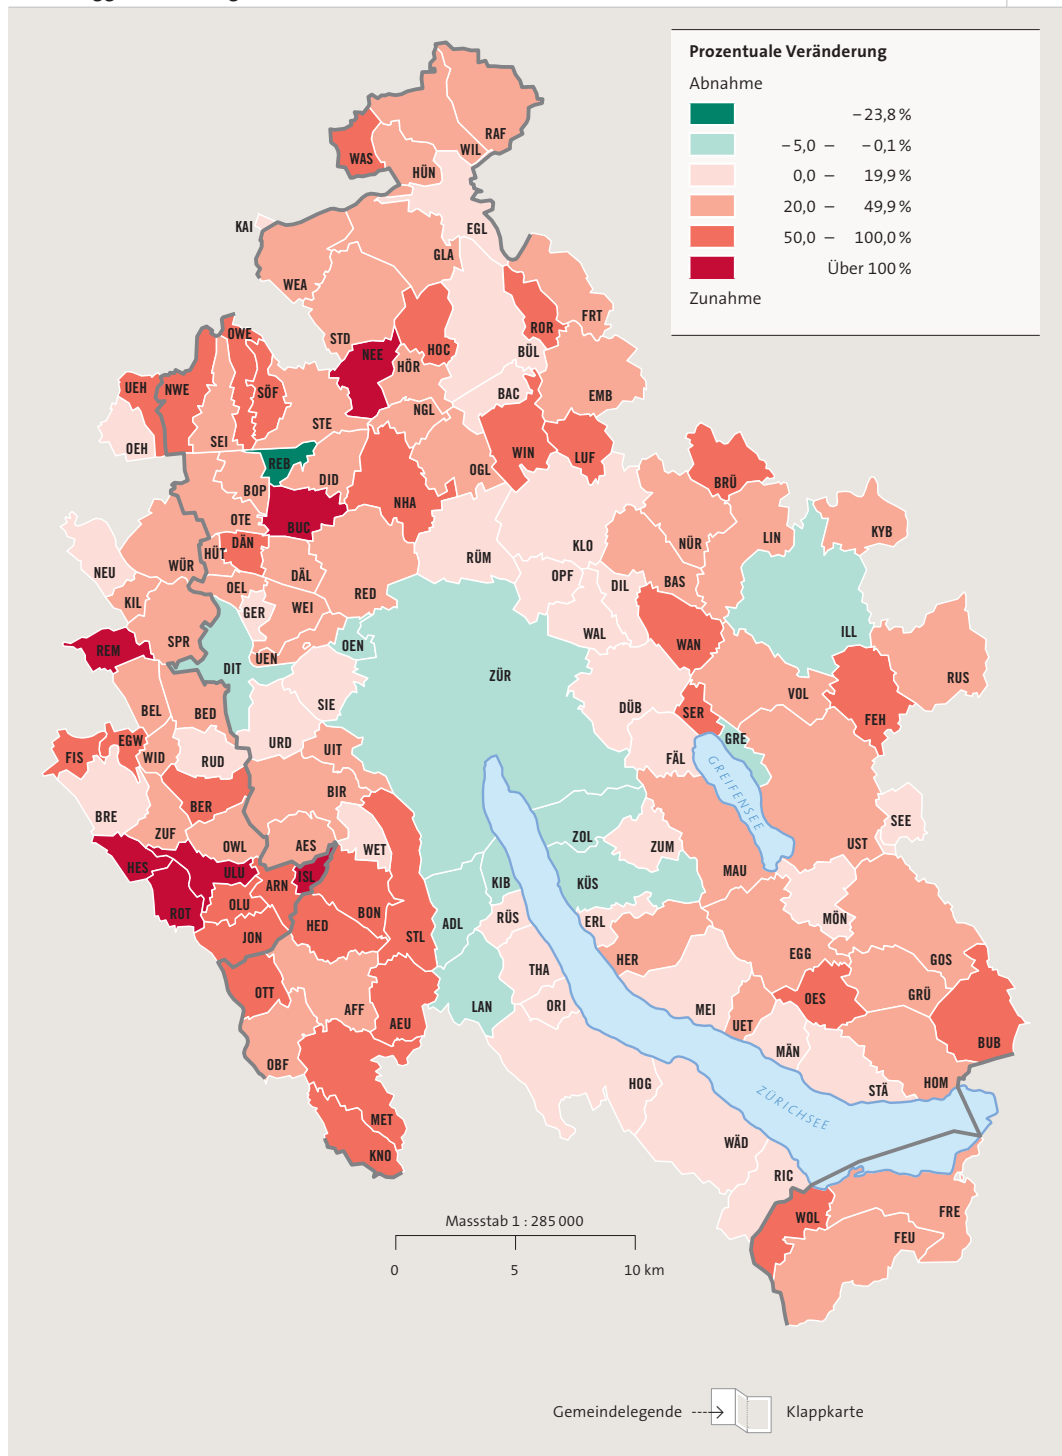 Prozentuale Veränderung
Abnahme
– 23,8 %
– 5,0 – – 0,1 %
0,0 – 19,9 %
20,0 – 49,9 %
50,0 – 100,0 %
Über 100 %
Zunahme
RAF
WIL
WAS
HÜN
KAI
EGL
GLA
WEA
FRT
ROR
STD
OWE
NEE
HOC
BÜL
HÖR
UEH
NWE
SÖF
BAC
EMB
NGL
STE
SEI
OEH
WIN
LUF
REB
OGL
DID
BRÜ
BOP
NHA
OTE
BUC
KYB
LIN
DÄN
NÜR
HÜT
KLO
RÜM
WÜR
NEU
DÄL
OPF
BAS
DIL
OEL
RED
KIL
GER
WEI
WAL
ILL
SPR
OEN
WAN
REM
UEN
DIT
ZÜR
RUS
VOL
SIE
DÜB
BEL
BED
SER
FEH
EGW
GRE
URD
UIT
FIS
WID
RUD
FÄL
GREIFENSEE
BIR
BER
BRE
SEE
ZUF
ZOL
UST
OWL
AES
WET
ZUM
HES
ULU
ISL
MAU
ARN
KIB
KÜS
OLU
ROT
BON
RÜS
MÖN
ADL
ERL
HED
JON
STL
EGG
HER
GOS
THA
OTT
GRÜ
OES
LAN
ORI
AFF
MEI
AEU
UET
BUB
MÄN
OBF
HOG
HOM
STÄ
ZÜRICHSEE
MET
WÄD
KNO
RIC
FRE
WOL
FEU
Massstab 1 : 285 000
0 5 10 km
Gemeindelegende Klappkarte